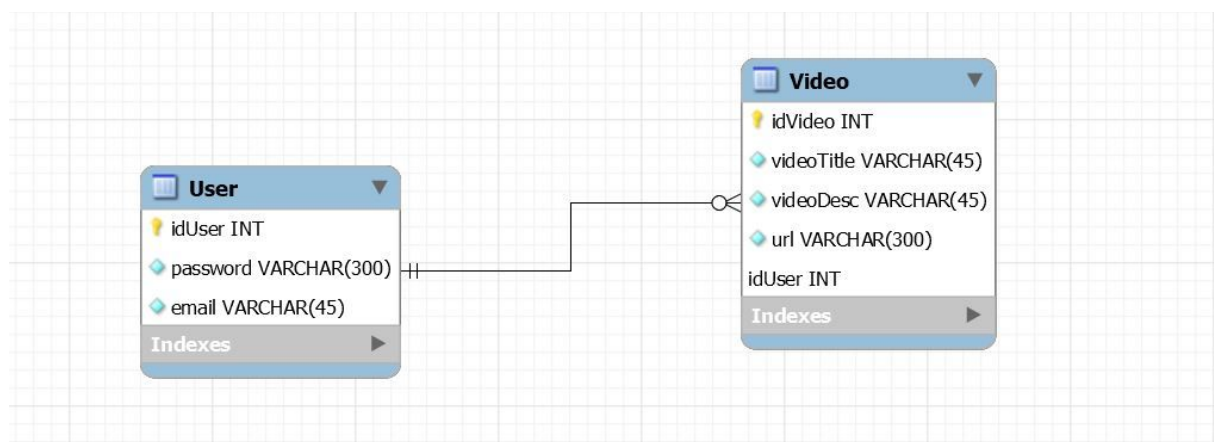 User
idUser INT
password VARCHAR(300)
email VARCHAR(45)
Indexes
Video
idVideo INT
videoTitle VARCHAR(45)
videoDesc VARCHAR(45)
url VARCHAR(300)
idUser INT
Indexes